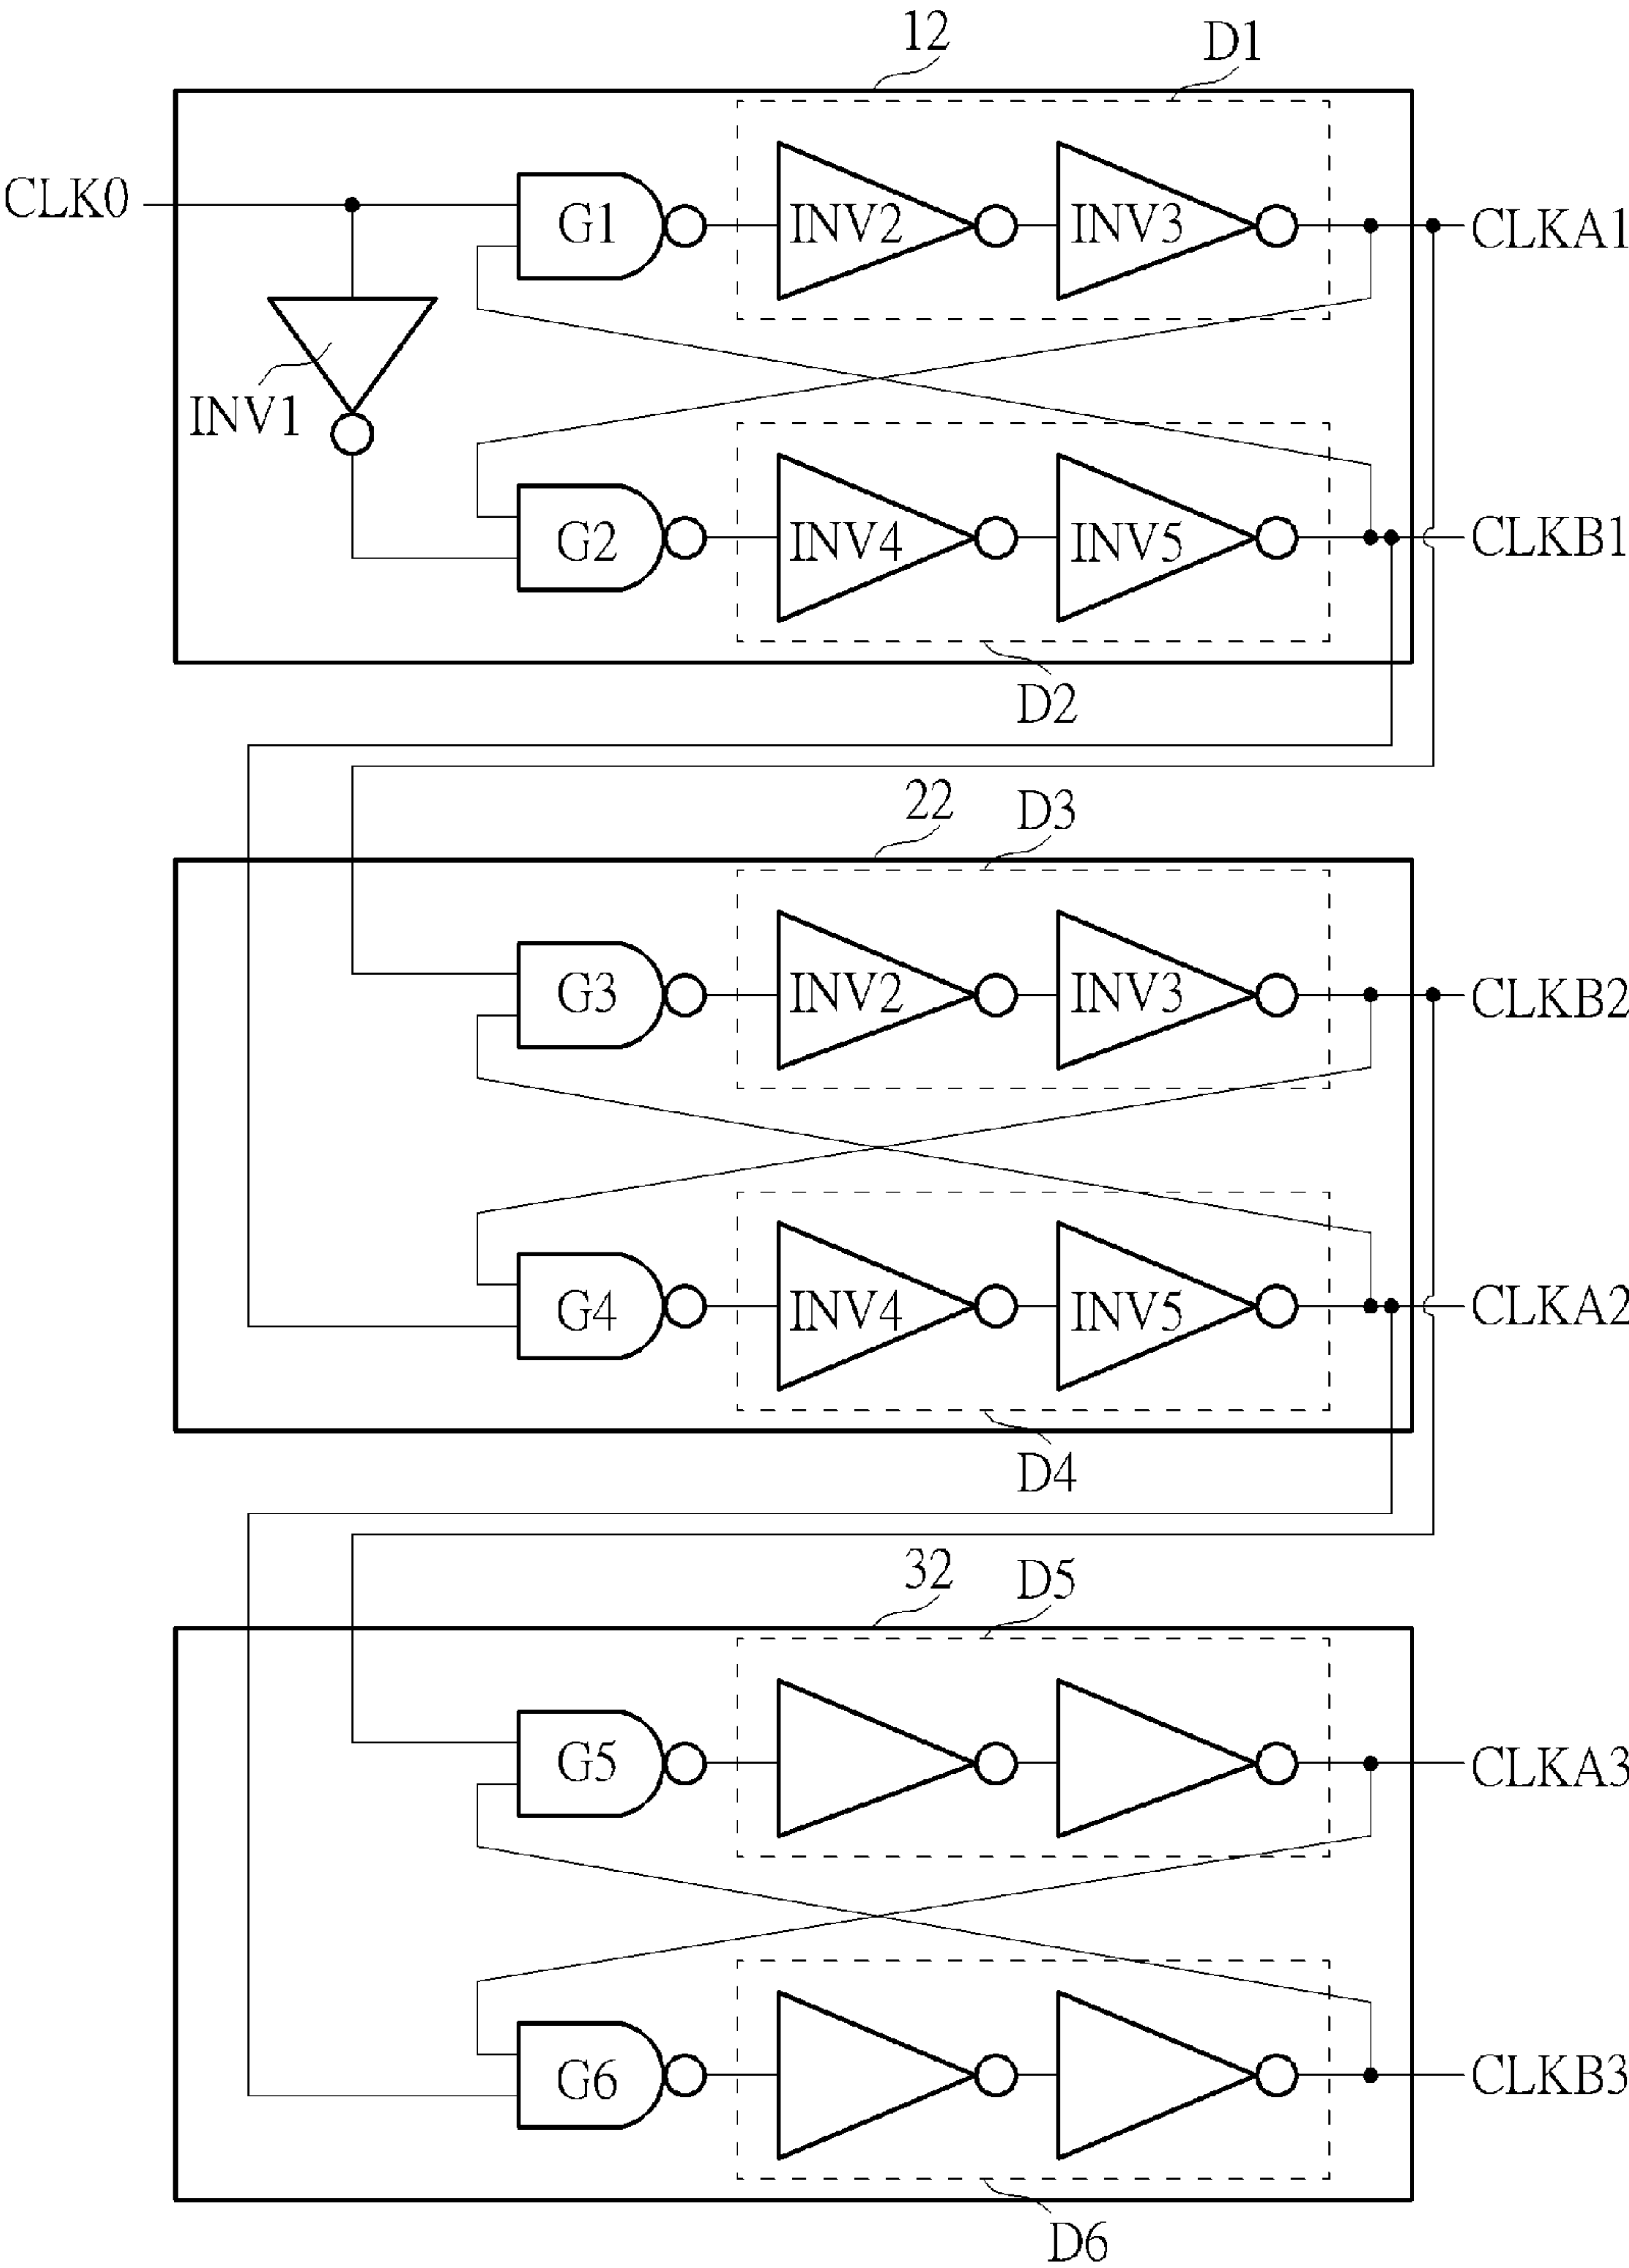 12
D1
CLK0
G1
INV2
INV3
CLKA1
INV1
G2
INV4
INV5
CLKB1
D2
22
D3
G3
INV2
INV3
CLKB2
G4
INV4
INV5
CLKA2
D4
32
D5
G5
CLKA3
G6
CLKB3
D6